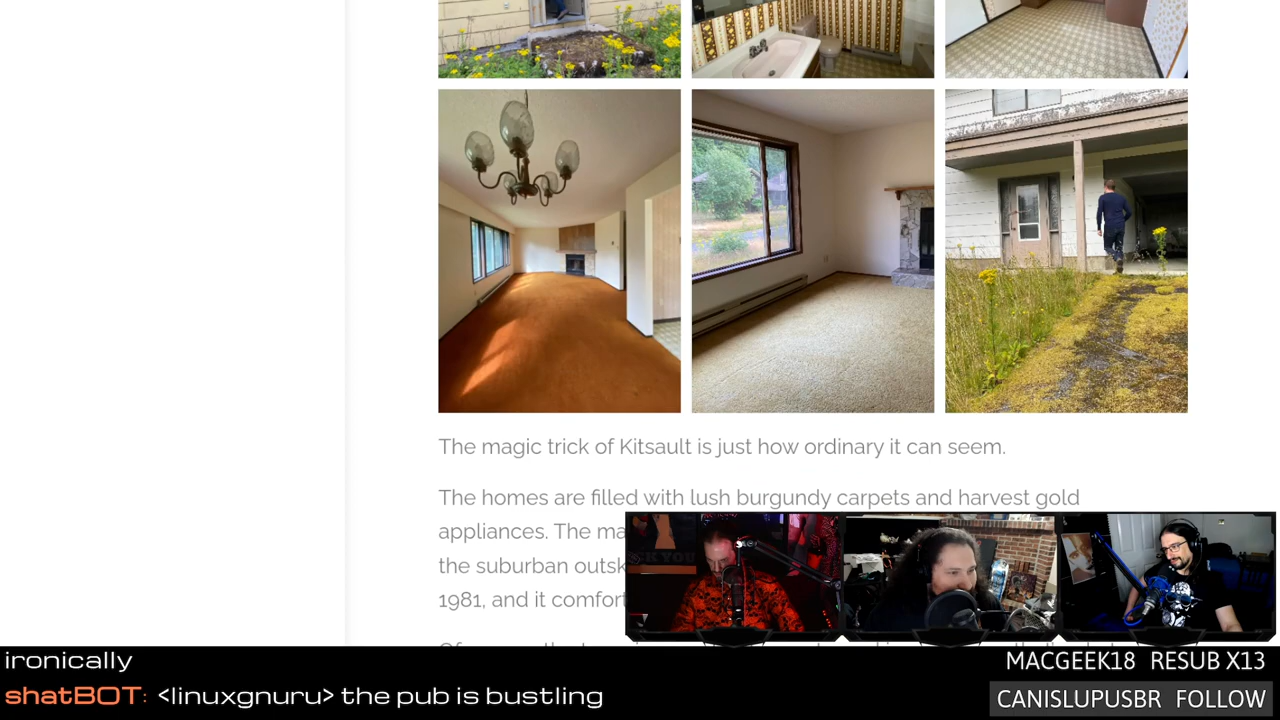 The magic trick of Kitsault is just how ordinary it can seem.
The homes are filled with lush burgundy carpets and harvest gold
appliances. The ma
the suburban outsk
1981, and it comfort
ironically
shatBOT: <linuxgnuru> the pub is bustling
MACGEEK18 RESUB X13
CANISLUPUSBR FOLLOW